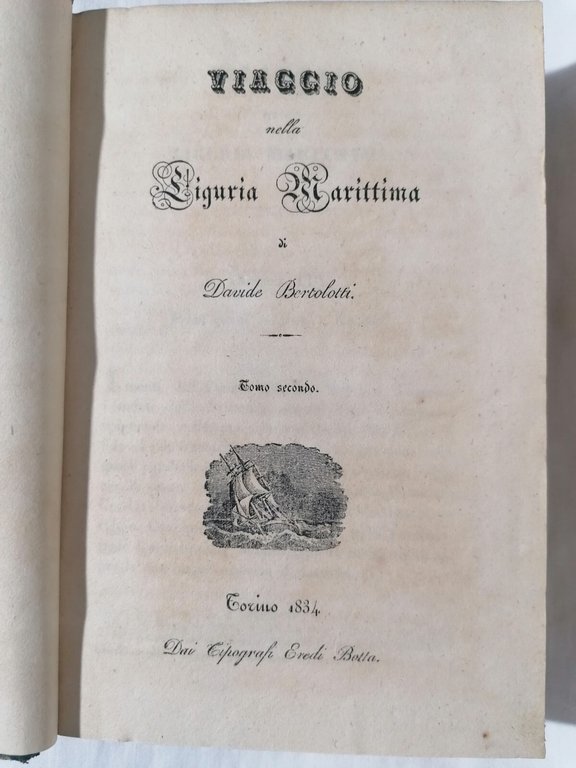 VIAGGIO
nella
Liguria Marittima
di
Davide Bertolotti.
Tomo secondo.
Torino 1834
Dai Tipografi Eredi Botta.